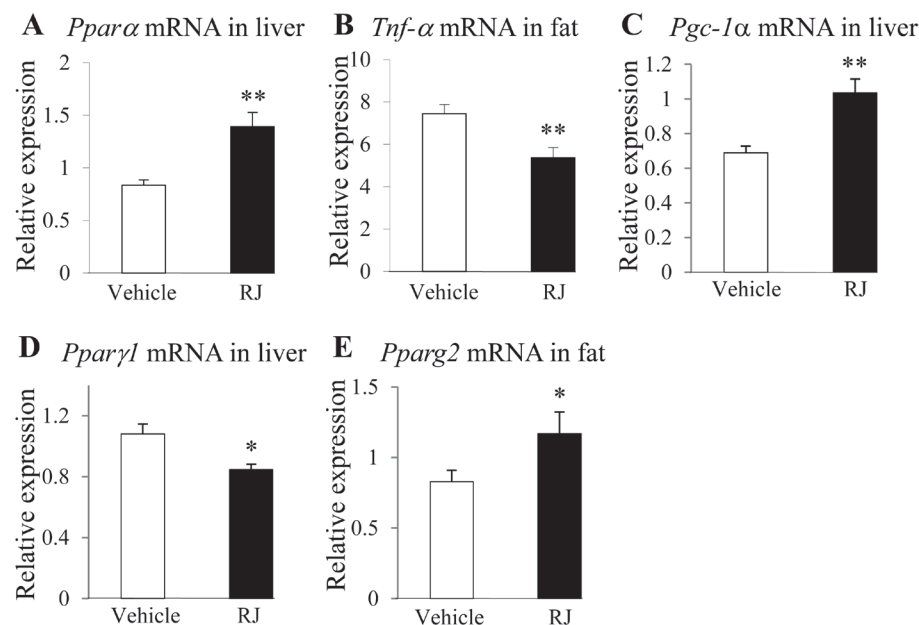 A Pparα mRNA in liver
Relative expression
2
1.5
1
0.5
0
**
Vehicle RJ
B Tnf-α mRNA in fat
Relative expression
10
8
6
4
2
0
**
Vehicle RJ
C Pgc-1α mRNA in liver
Relative expression
1.2
1
0.8
0.6
0.4
0.2
0
**
Vehicle RJ
D Pparγ1 mRNA in liver
Relative expression
1.2
0.8
0.4
0
*
Vehicle RJ
E Pparg2 mRNA in fat
Relative expression
1.5
1
0.5
0
*
Vehicle RJ